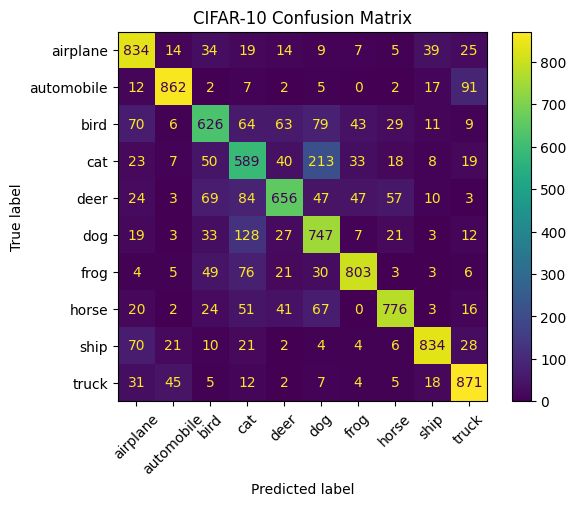 CIFAR-10 Confusion Matrix
True label
airplane 834 14 34 19 14 9 7 5 39 25
automobile 12 862 2 7 2 5 0 2 17 91
bird 70 6 626 64 63 79 43 29 11 9
cat 23 7 50 589 40 213 33 18 8 19
deer 24 3 69 84 656 47 47 57 10 3
dog 19 3 33 128 27 747 7 21 3 12
frog 4 5 49 76 21 30 803 3 3 6
horse 20 2 24 51 41 67 0 776 3 16
ship 70 21 10 21 2 4 4 6 834 28
truck 31 45 5 12 2 7 4 5 18 871
airplane automobile bird cat deer dog frog horse ship truck
Predicted label
800
700
600
500
400
300
200
100
0